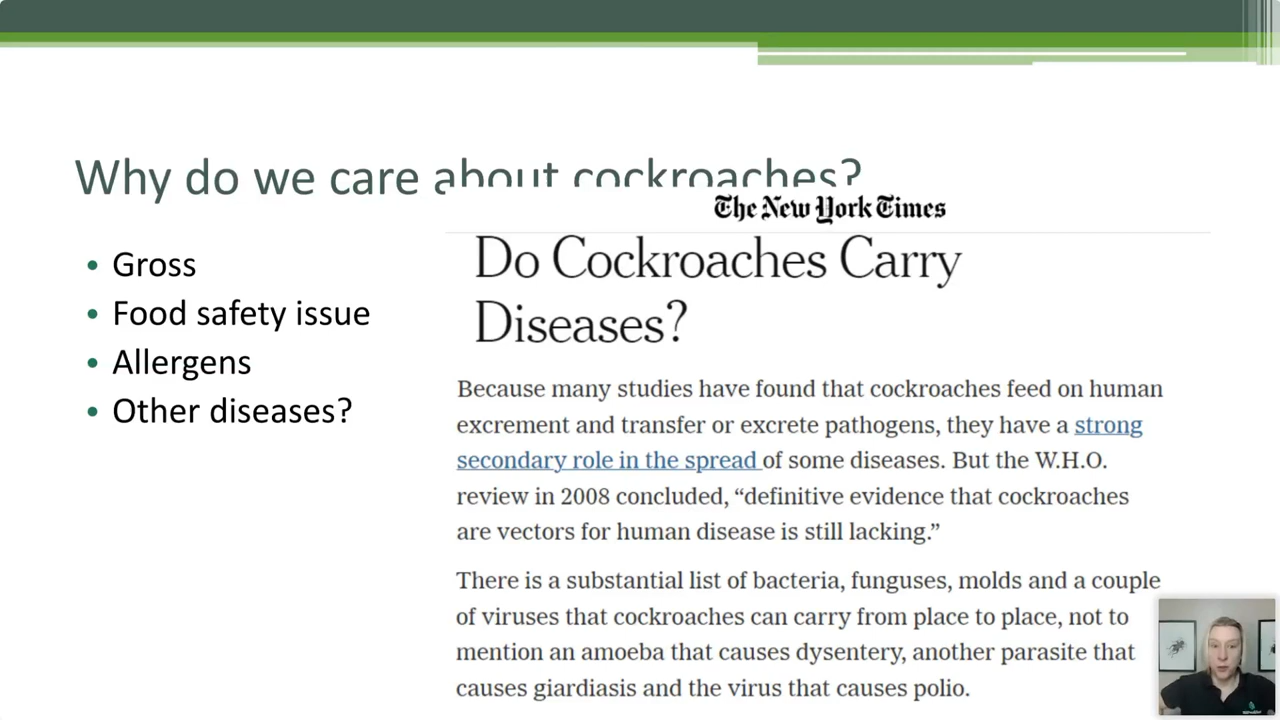 Why do we care about cockroaches?
• Gross
• Food safety issue
• Allergens
• Other diseases?
The New York Times
Do Cockroaches Carry
Diseases?
Because many studies have found that cockroaches feed on human
excrement and transfer or excrete pathogens, they have a strong
secondary role in the spread of some diseases. But the W.H.O.
review in 2008 concluded, “definitive evidence that cockroaches
are vectors for human disease is still lacking.”
There is a substantial list of bacteria, funguses, molds and a couple
of viruses that cockroaches can carry from place to place, not to
mention an amoeba that causes dysentery, another parasite that
causes giardiasis and the virus that causes polio.